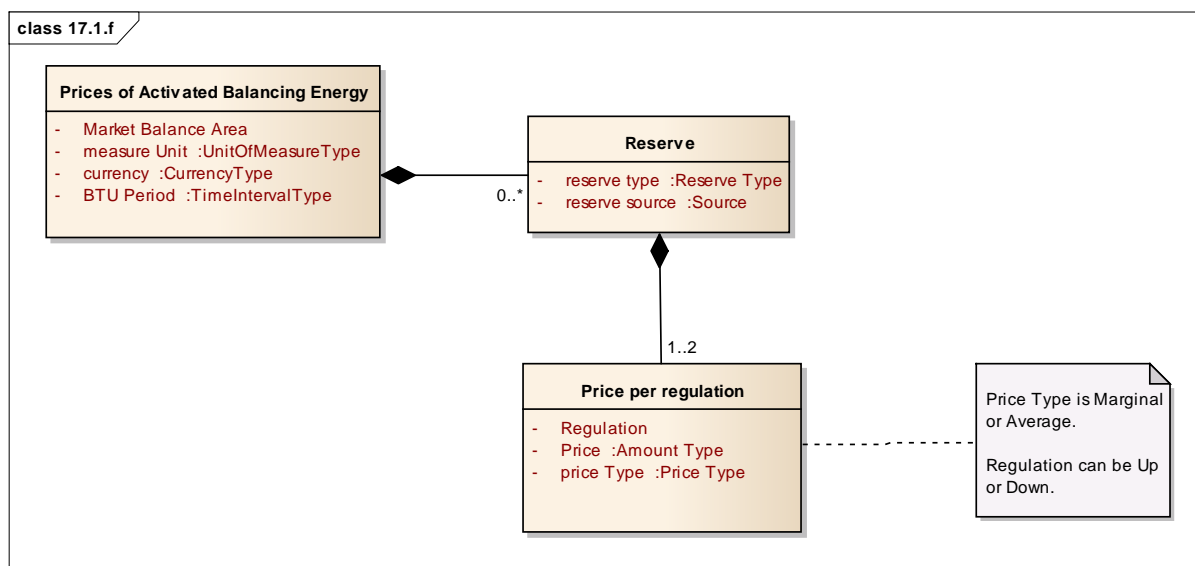 class 17.1.f
Prices of Activated Balancing Energy
- Market Balance Area
- measure Unit :UnitOfMeasureType
- currency :CurrencyType
- BTU Period :TimeIntervalType
0..*
Reserve
- reserve type :Reserve Type
- reserve source :Source
1..2
Price per regulation
- Regulation
- Price :Amount Type
- price Type :Price Type
Price Type is Marginal
or Average.
Regulation can be Up
or Down.